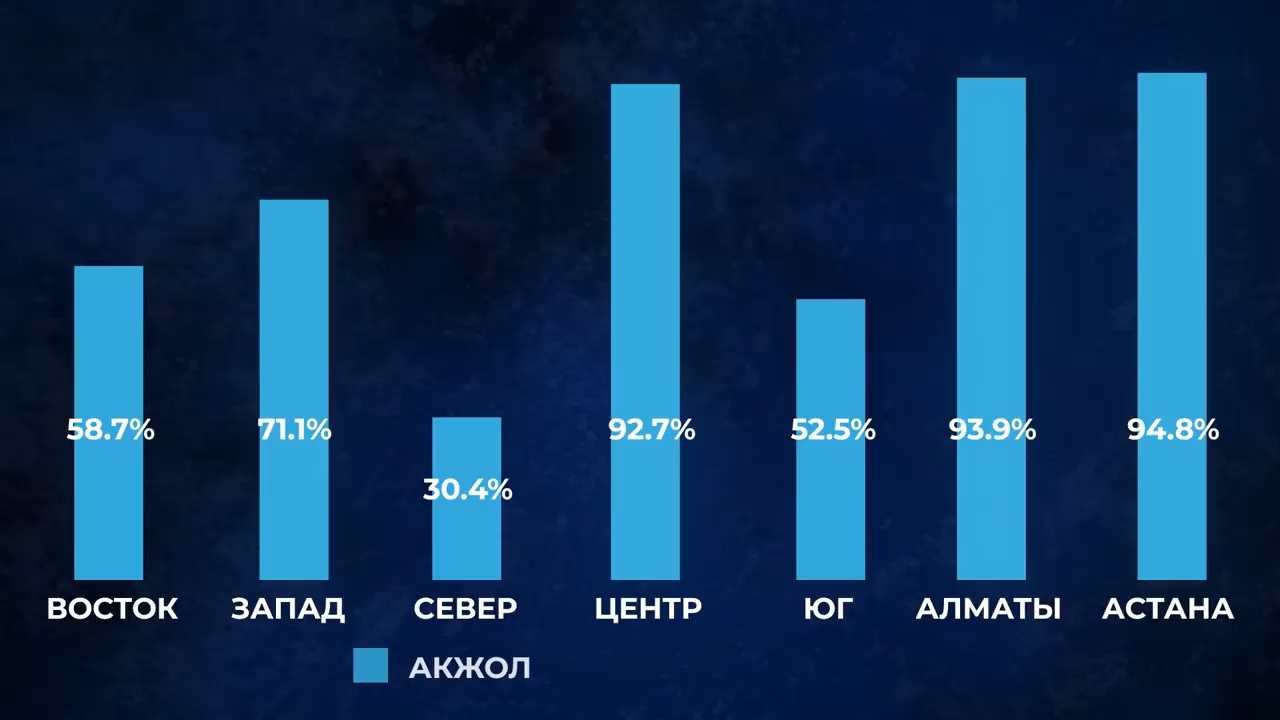 58.7% 71.1% 92.7% 52.5% 93.9% 94.8%
30.4%
ВОСТОК ЗАПАД СЕВЕР ЦЕНТР ЮГ АЛМАТЫ АСТАНА
АКЖОЛ